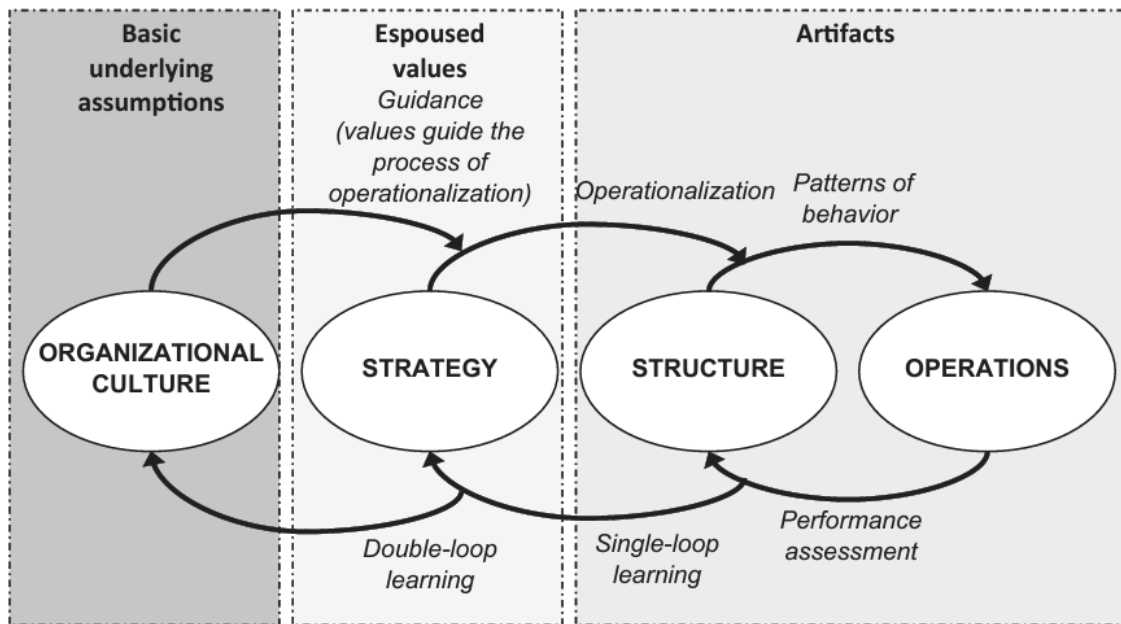 Basic
underlying
assumptions
Espoused
values
Guidance
(values guide the
process of
operationalization)
Artifacts
Operationalization
Patterns of
behavior
ORGANIZATIONAL
CULTURE
STRATEGY
STRUCTURE
OPERATIONS
Double-loop
learning
Single-loop
learning
Performance
assessment